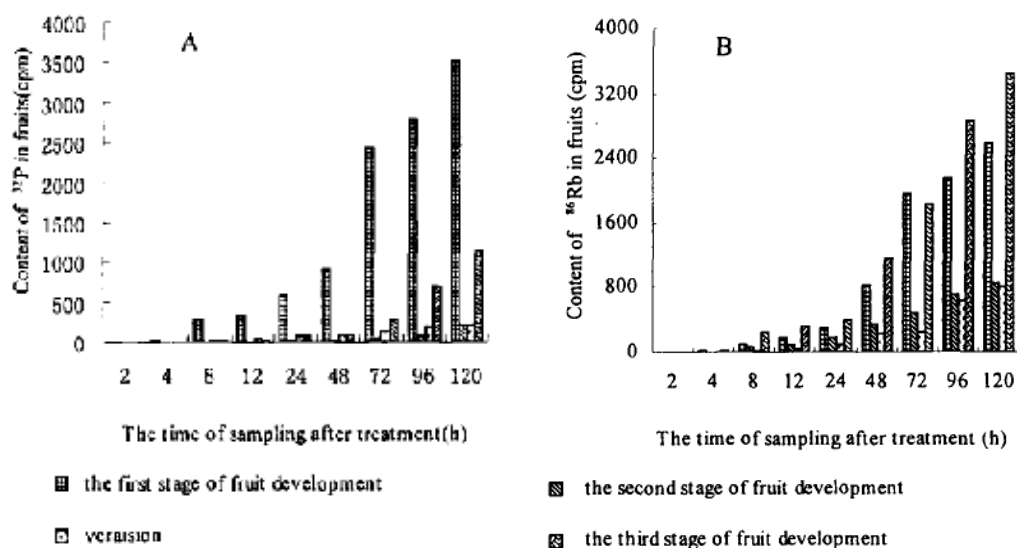 A
Content of ³²P in fruits(cpm)
4000
3500
3000
2500
2000
1500
1000
500
0
2 4 8 12 24 48 72 96 120
The time of sampling after treatment(h)
B
Content of ⁸⁶Rb in fruits (cpm)
4000
3200
2400
1600
800
0
2 4 8 12 24 48 72 96 120
The time of sampling after treatment (h)
the first stage of fruit development
the second stage of fruit development
veraision
the third stage of fruit development